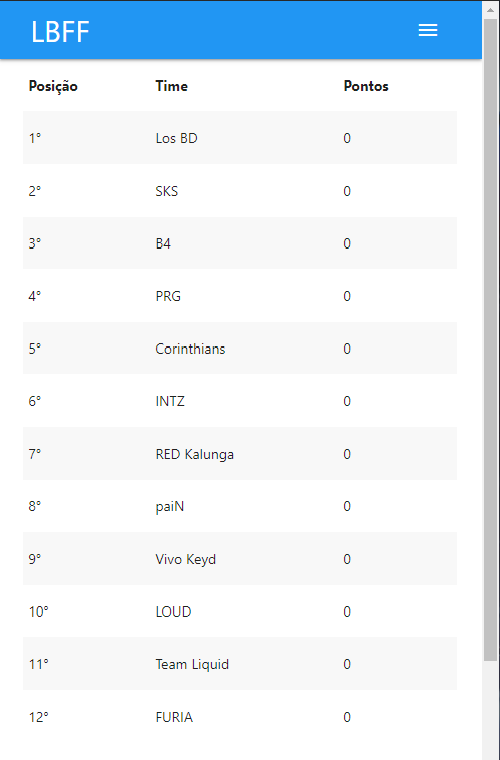 LBFF
Posição Time Pontos
1° Los BD 0
2° SKS 0
3° B4 0
4° PRG 0
5° Corinthians 0
6° INTZ 0
7° RED Kalunga 0
8° paiN 0
9° Vivo Keyd 0
10° LOUD 0
11° Team Liquid 0
12° FURIA 0